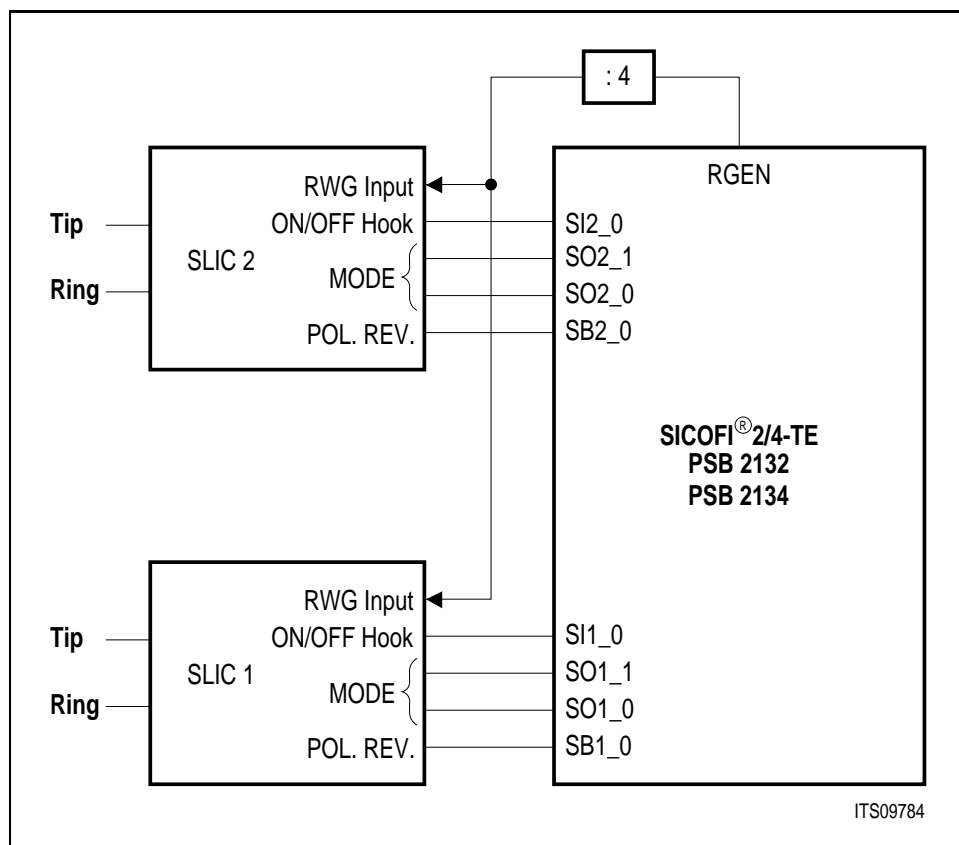 : 4
RGEN
RWG Input
ON/OFF Hook
MODE
POL. REV.
Tip
Ring
SLIC 2
SI2_0
SO2_1
SO2_0
SB2_0
SICOFI®2/4-TE
PSB 2132
PSB 2134
RWG Input
ON/OFF Hook
MODE
POL. REV.
Tip
Ring
SLIC 1
SI1_0
SO1_1
SO1_0
SB1_0
ITS09784